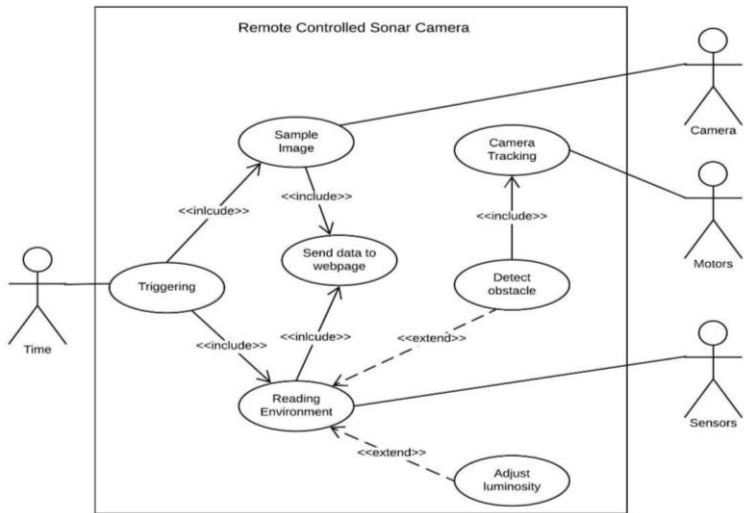 Remote Controlled Sonar Camera
Sample
Image
Camera
Tracking
Camera
<<inlcude>>
<<include>>
<<include>>
Send data to
webpage
Triggering
Detect
obstacle
Motors
Time
<<include>>
<<inlcude>>
<<extend>>
Reading
Environment
Sensors
<<extend>>
Adjust
luminosity